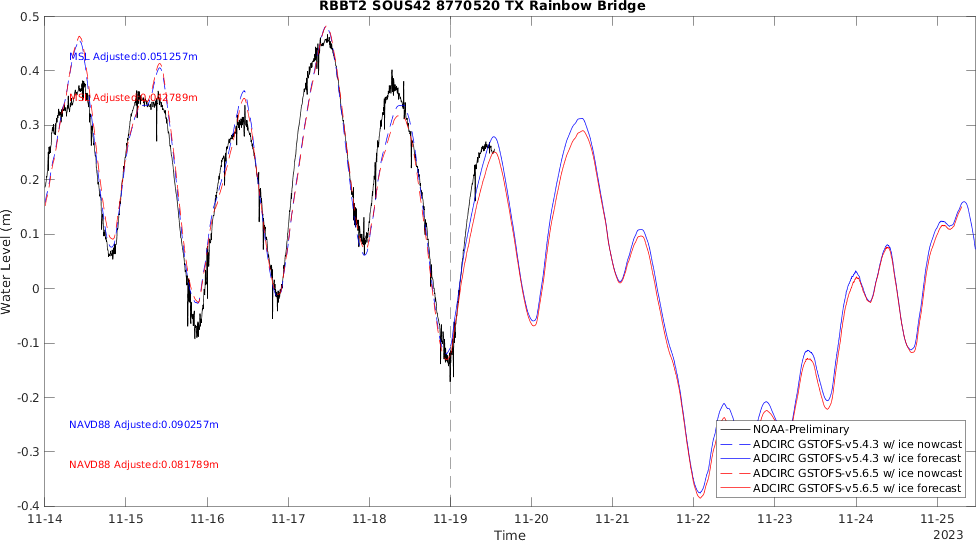 RBBT2 SOUS42 8770520 TX Rainbow Bridge
0.5
0.4
0.3
0.2
0.1
0
-0.1
-0.2
-0.3
-0.4
Water Level (m)
MSL Adjusted:0.051257m
MSL Adjusted:0.042789m
NAVD88 Adjusted:0.090257m
NAVD88 Adjusted:0.081789m
NOAA-Preliminary
ADCIRC GSTOFS-v5.4.3 w/ ice nowcast
ADCIRC GSTOFS-v5.4.3 w/ ice forecast
ADCIRC GSTOFS-v5.6.5 w/ ice nowcast
ADCIRC GSTOFS-v5.6.5 w/ ice forecast
11-14 11-15 11-16 11-17 11-18 11-19 11-20 11-21 11-22 11-23 11-24 11-25
Time
2023